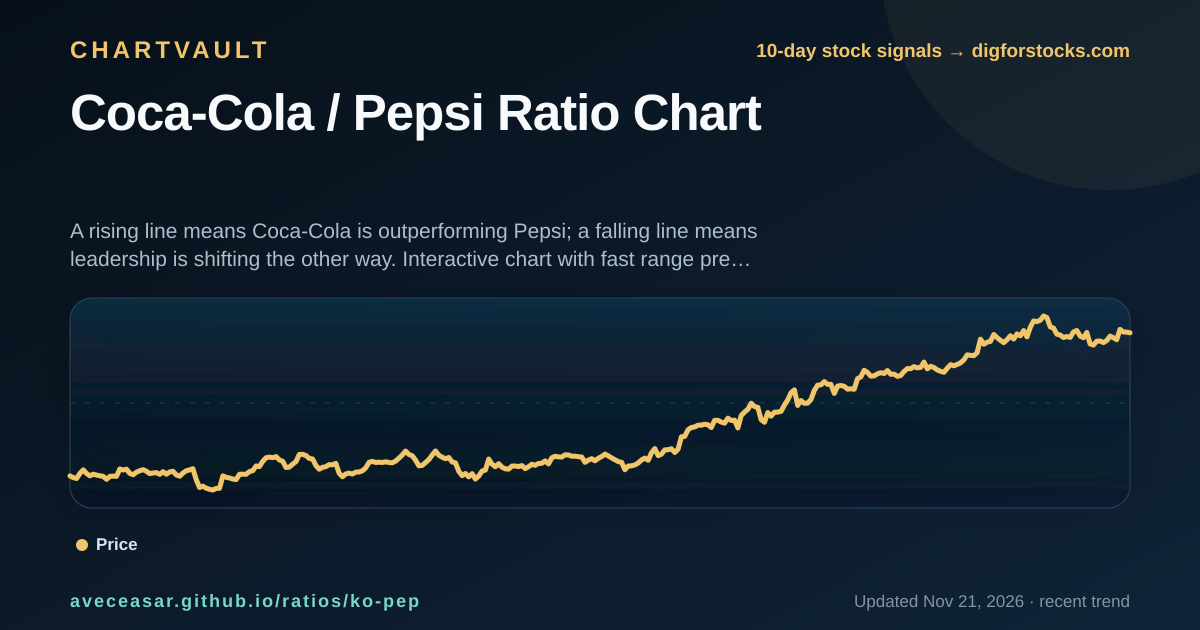 CHARTVAULT
10-day stock signals → digforstocks.com
Coca-Cola / Pepsi Ratio Chart
A rising line means Coca-Cola is outperforming Pepsi; a falling line means
leadership is shifting the other way. Interactive chart with fast range pre…
Price
aveceasar.github.io/ratios/ko-pep
Updated Nov 21, 2026 · recent trend